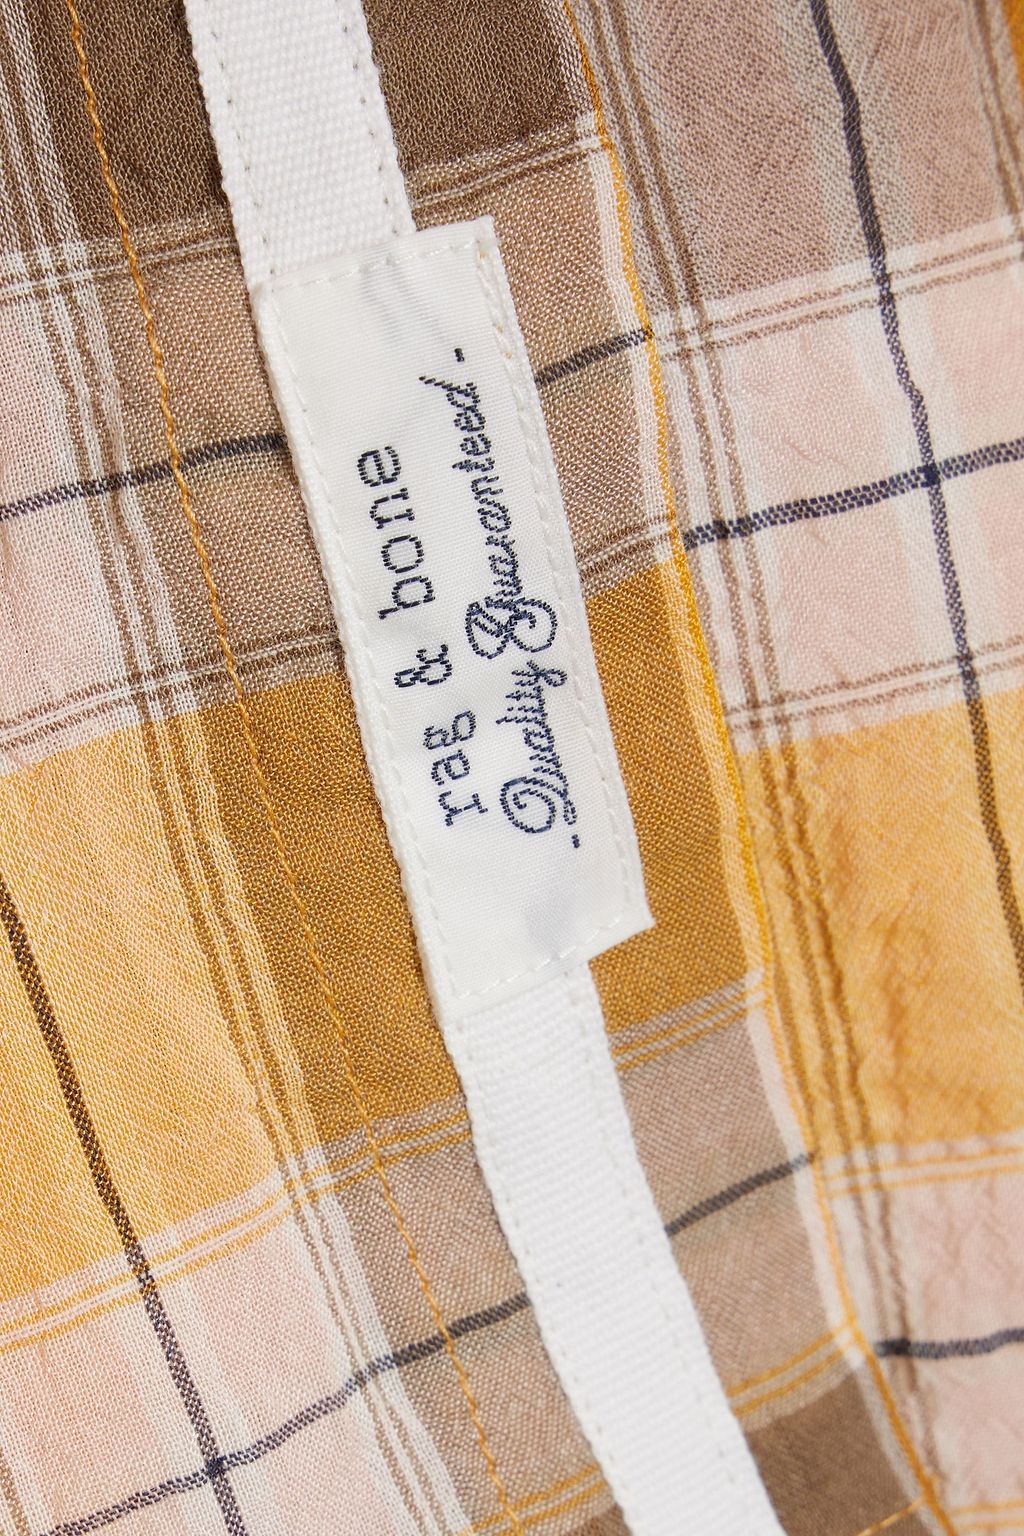 rag & bone
- Quality Guaranteed -